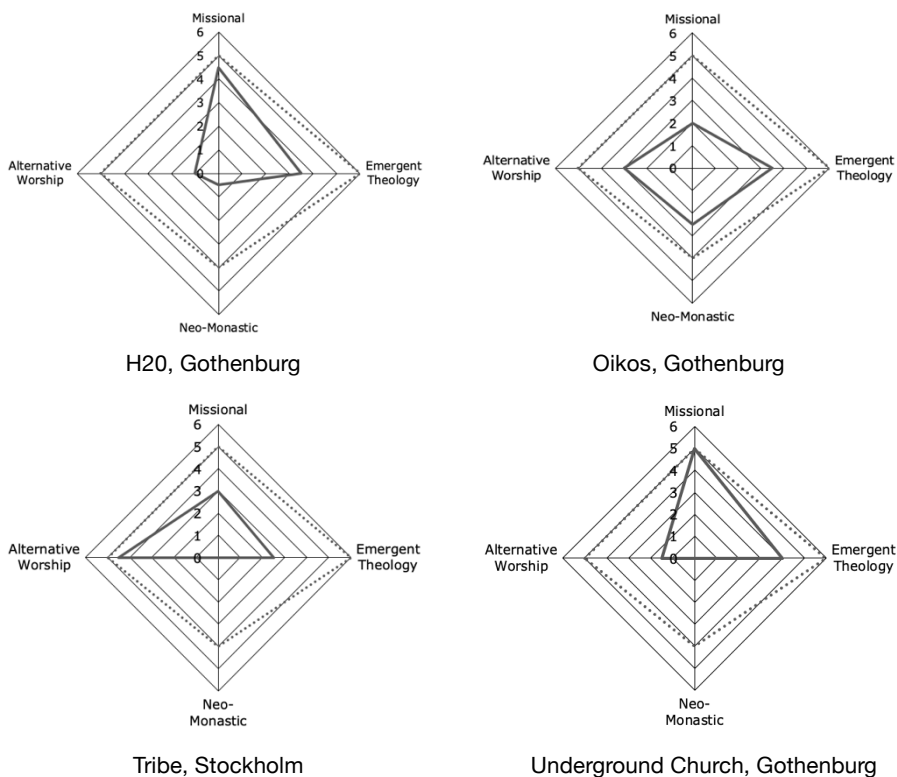 Missional
6
5
4
3
2
1
0
Alternative
Worship
Emergent
Theology
Neo-Monastic
H20, Gothenburg
Missional
6
5
4
3
2
1
0
Alternative
Worship
Emergent
Theology
Neo-Monastic
Oikos, Gothenburg
Missional
6
5
4
3
2
1
0
Alternative
Worship
Emergent
Theology
Neo-
Monastic
Tribe, Stockholm
Missional
6
5
4
3
2
1
0
Alternative
Worship
Emergent
Theology
Neo-
Monastic
Underground Church, Gothenburg